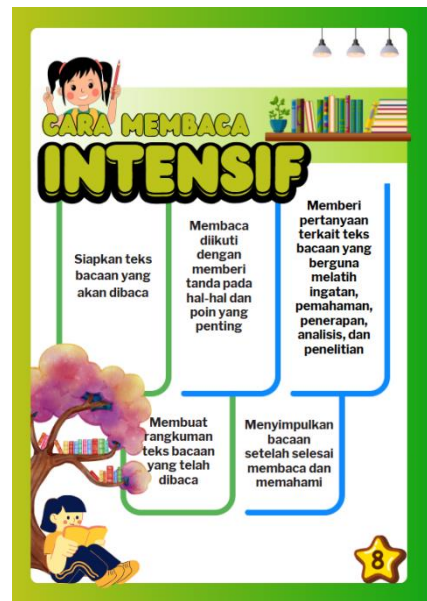 CARA MEMBACA
INTENSIF
Siapkan teks
bacaan yang
akan dibaca
Membaca
diikuti
dengan
memberi
tanda pada
hal-hal dan
poin yang
penting
Memberi
pertanyaan
terkait teks
bacaan yang
berguna
melatih
ingatan,
pemahaman,
penerapan,
analisis, dan
penelitian
Membuat
rangkuman
teks bacaan
yang telah
dibaca
Menyimpulkan
bacaan
setelah selesai
membaca dan
memahami
8